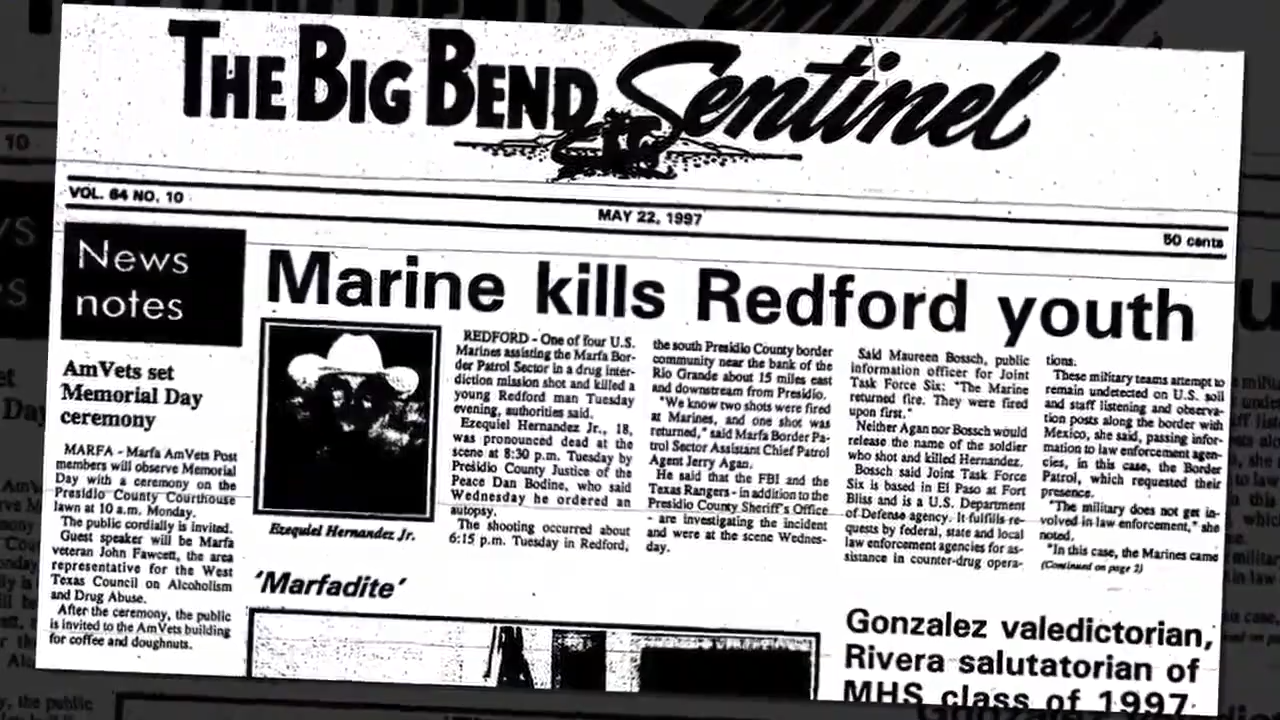 THE BIG BEND Sentinel
VOL. 64 NO. 10
MAY 22, 1997
50 cents
News
notes
AmVets set
Memorial Day
ceremony
MARFA - Marfa AmVets Post
members will observe Memorial
Day with a ceremony on the
Presidio County Courthouse
lawn at 10 a.m. Monday.
The public cordially is invited.
Guest speaker will be Marfa
veteran John Fawcett, the area
representative for the West
Texas Council on Alcoholism
and Drug Abuse.
After the ceremony, the public
is invited to the AmVets building
for coffee and doughnuts.
Marine kills Redford youth
Ezequiel Hernandez Jr.
REDFORD - One of four U.S.
Marines assisting the Marfa Bor-
der Patrol Sector in a drug inter-
diction mission shot and killed a
young Redford man Tuesday
evening, authorities said.
Ezequiel Hernandez Jr., 18,
was pronounced dead at the
scene at 8:30 p.m. Tuesday by
Presidio County Justice of the
Peace Dan Bodine, who said
Wednesday he ordered an
autopsy.
The shooting occurred about
6:15 p.m. Tuesday in Redford,
the south Presidio County border
community near the bank of the
Rio Grande about 15 miles east
and downstream from Presidio.
"We know two shots were fired
at Marines, and one shot was
returned," said Marfa Border Pa-
trol Sector Assistant Chief Patrol
Agent Jerry Agan.
He said that the FBI and the
Texas Rangers - in addition to the
Presidio County Sheriff's Office
- are investigating the incident
and were at the scene Wednes-
day.
Said Maureen Bossch, public
information officer for Joint
Task Force Six: "The Marine
returned fire. They were fired
upon first."
Neither Agan nor Bossch would
release the name of the soldier
who shot and killed Hernandez.
Bossch said Joint Task Force
Six is based in El Paso at Fort
Bliss and is a U.S. Department
of Defense agency. It fulfills re-
quests by federal, state and local
law enforcement agencies for as-
sistance in counter-drug opera-
tions.
These military teams attempt to
remain undetected on U.S. soil
and staff listening and observa-
tion posts along the border with
Mexico, she said, passing infor-
mation to law enforcement agen-
cies, in this case, the Border
Patrol, which requested their
presence.
"The military does not get in-
volved in law enforcement," she
noted.
"In this case, the Marines came
(Continued on page 2)
'Marfadite'
Gonzalez valedictorian,
Rivera salutatorian of
MHS class of 1997